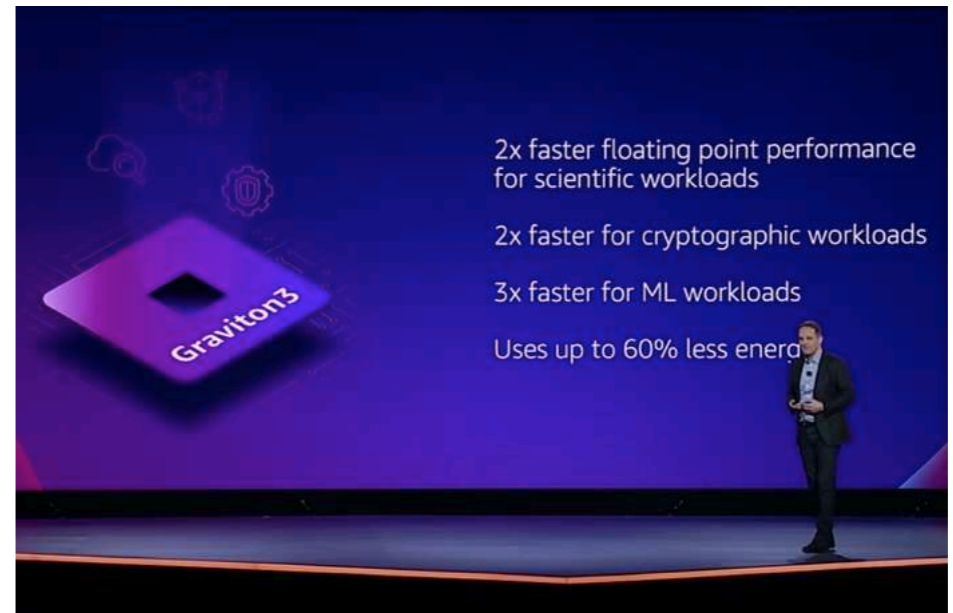 2x faster floating point performance
for scientific workloads
2x faster for cryptographic workloads
3x faster for ML workloads
Uses up to 60% less energ
Graviton3